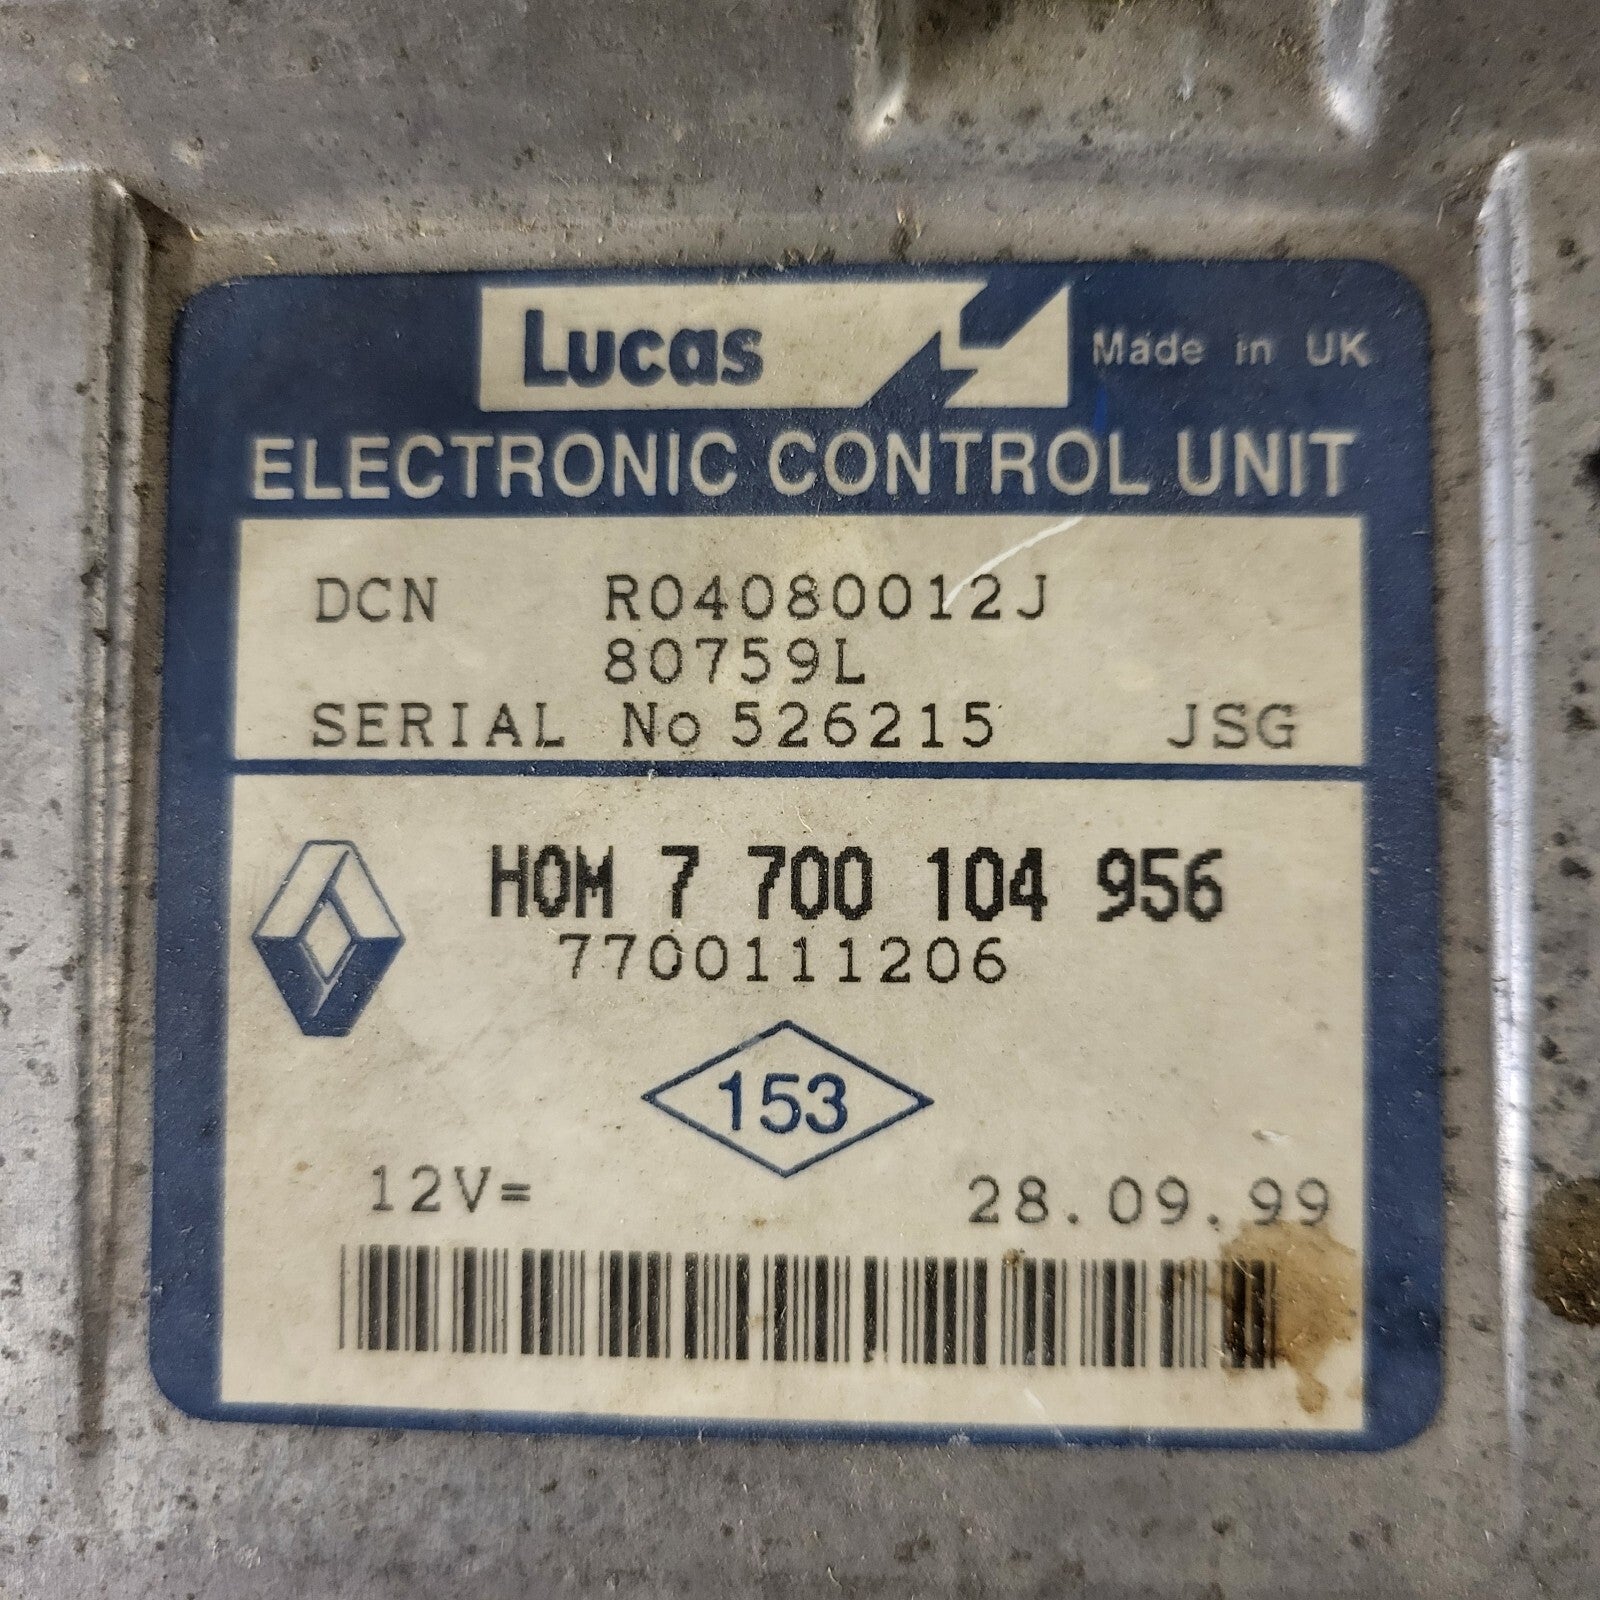 Lucas Made in UK
ELECTRONIC CONTROL UNIT
DCN R04080012J
80759L
SERIAL No 526215 JSG
HOM 7 700 104 956
7700111206
153
12V= 28.09.99